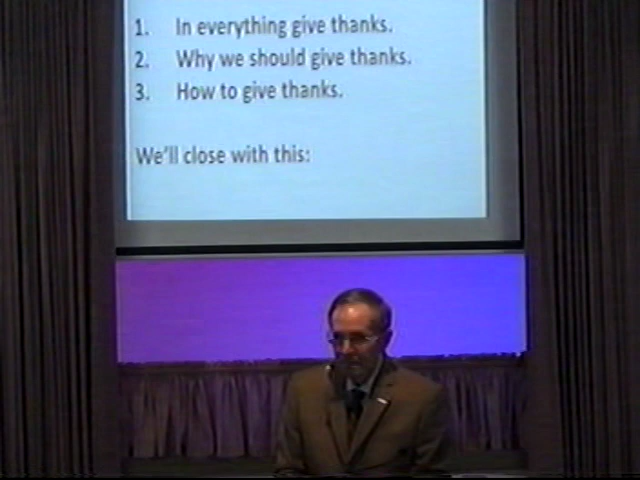 1. In everything give thanks.
2. Why we should give thanks.
3. How to give thanks.
We'll close with this: